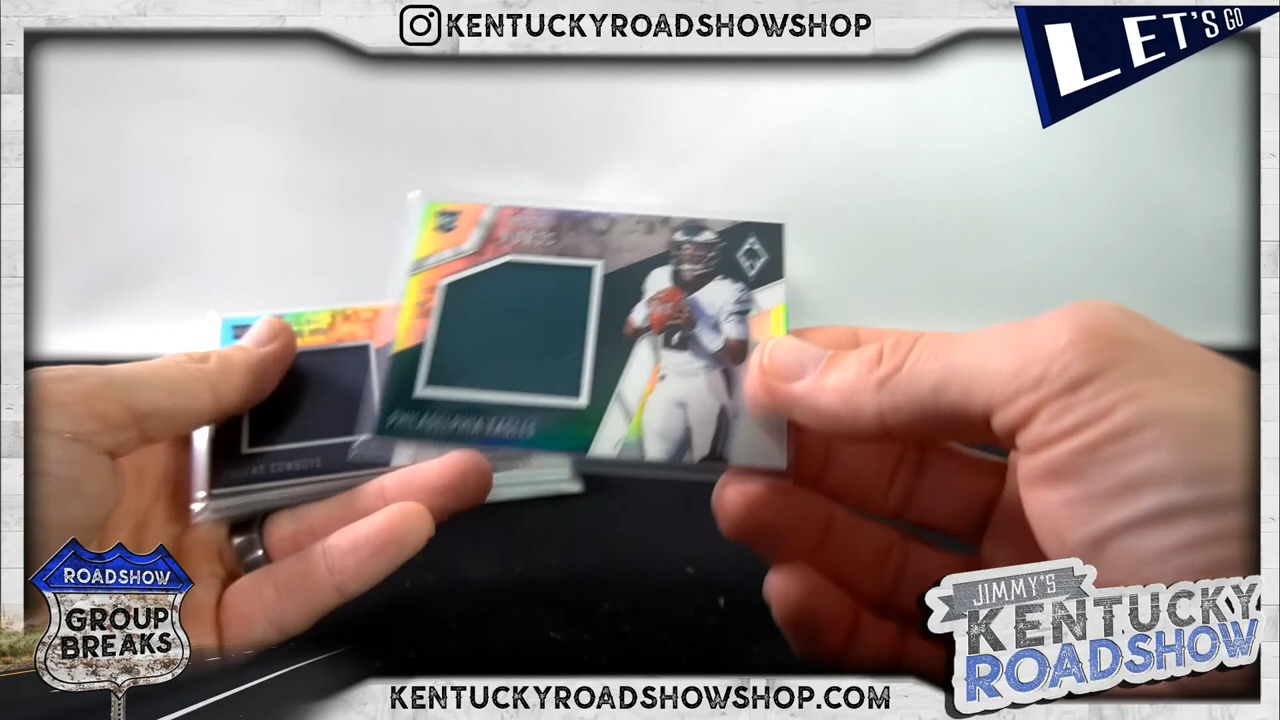 KENTUCKYROADSHOWSHOP
LET'S GO
PHILADELPHIA EAGLES
COWBOYS
ROADSHOW
GROUP
BREAKS
JIMMY'S
KENTUCKY
ROADSHOW
KENTUCKYROADSHOWSHOP.COM